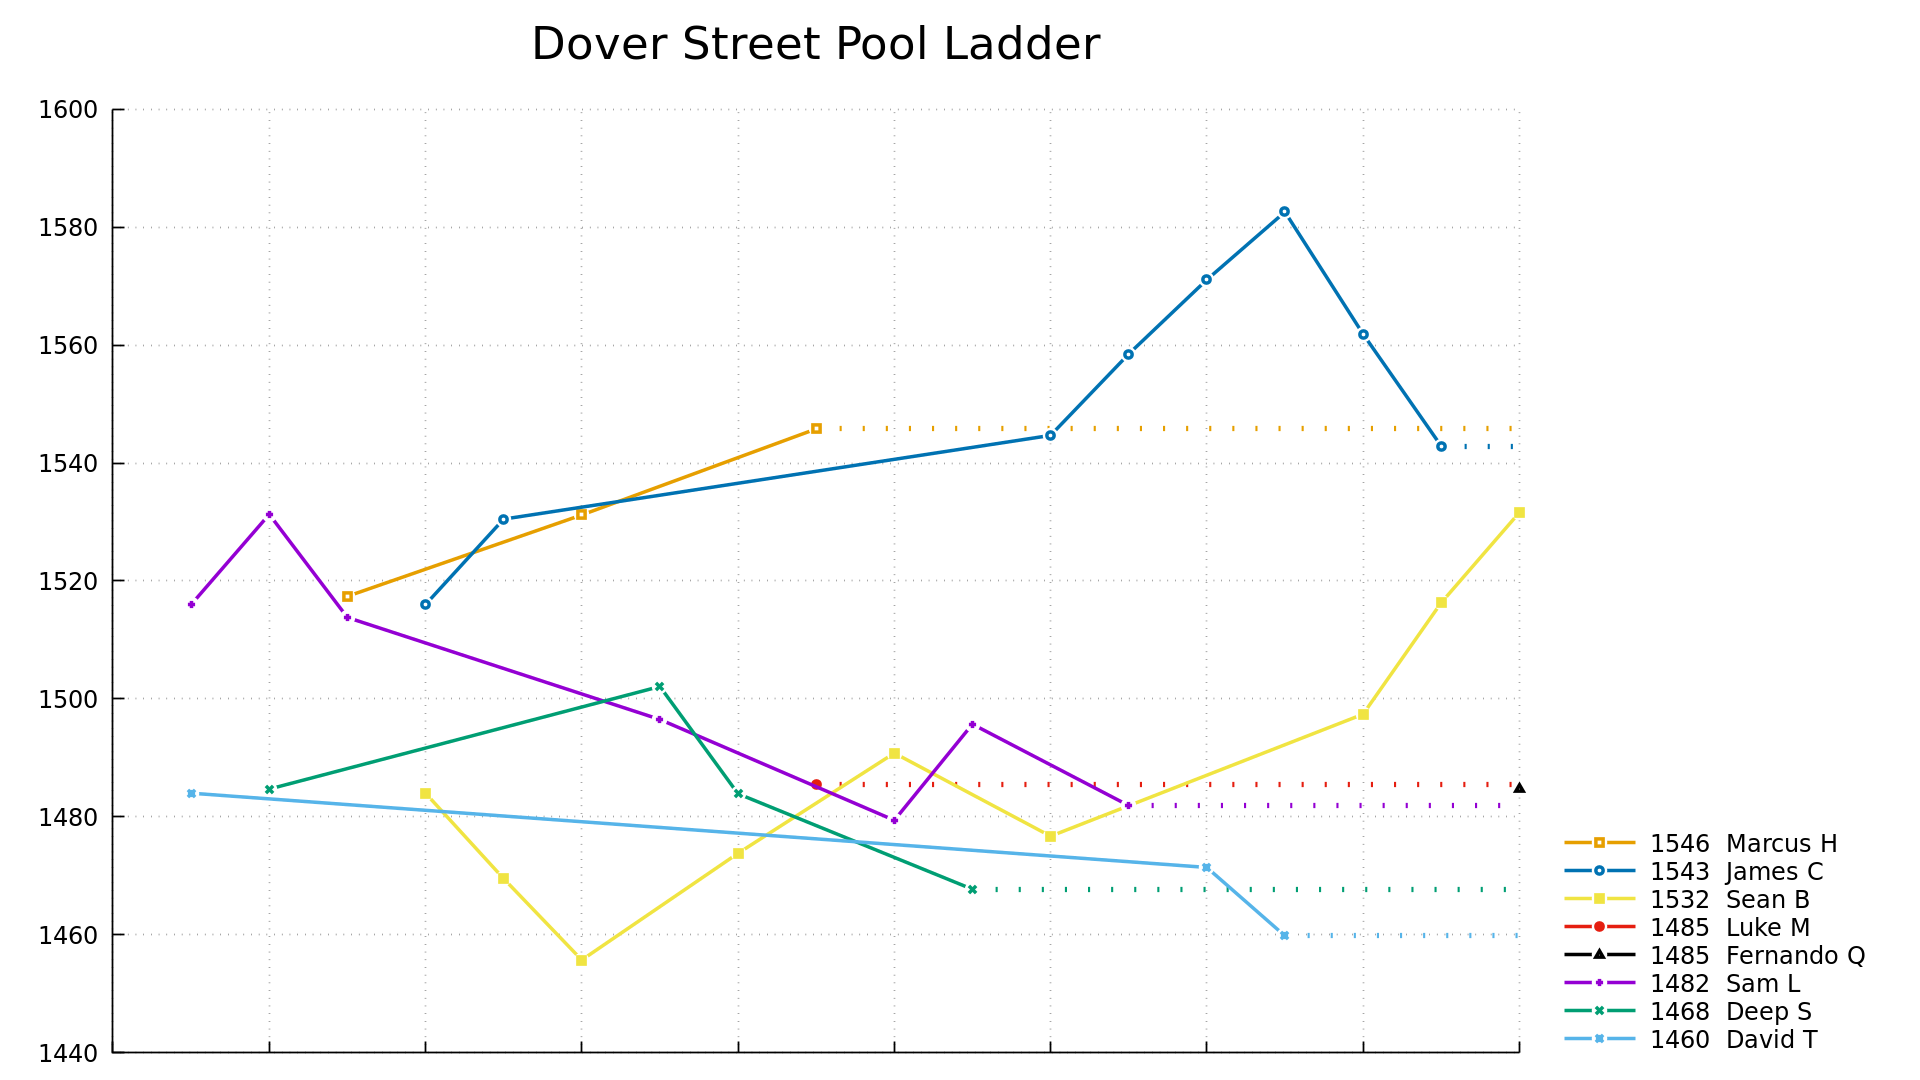 Dover Street Pool Ladder
1600
1580
1560
1540
1520
1500
1480
1460
1440
1546 Marcus H
1543 James C
1532 Sean B
1485 Luke M
1485 Fernando Q
1482 Sam L
1468 Deep S
1460 David T